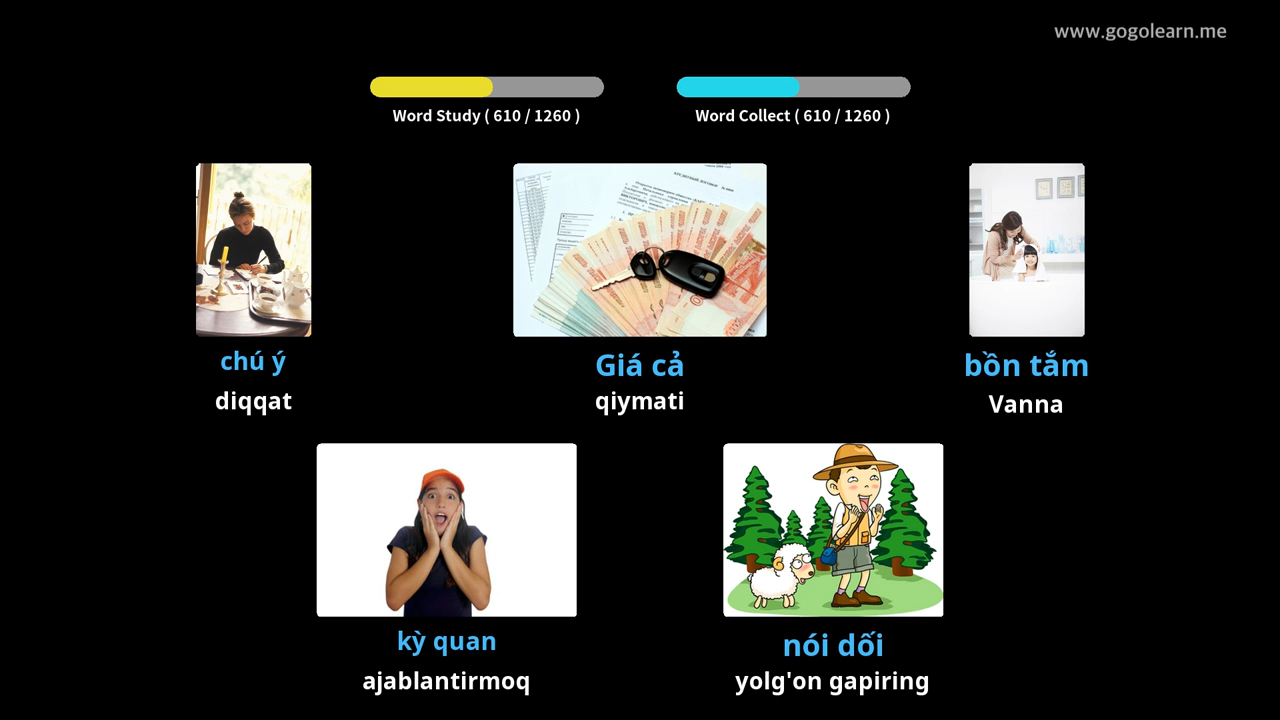 www.gogolearn.me
Word Study ( 610 / 1260 )
Word Collect ( 610 / 1260 )
chú ý
diqqat
Giá cả
qiymati
bồn tắm
Vanna
kỳ quan
ajablantirmoq
nói dối
yolg'on gapiring